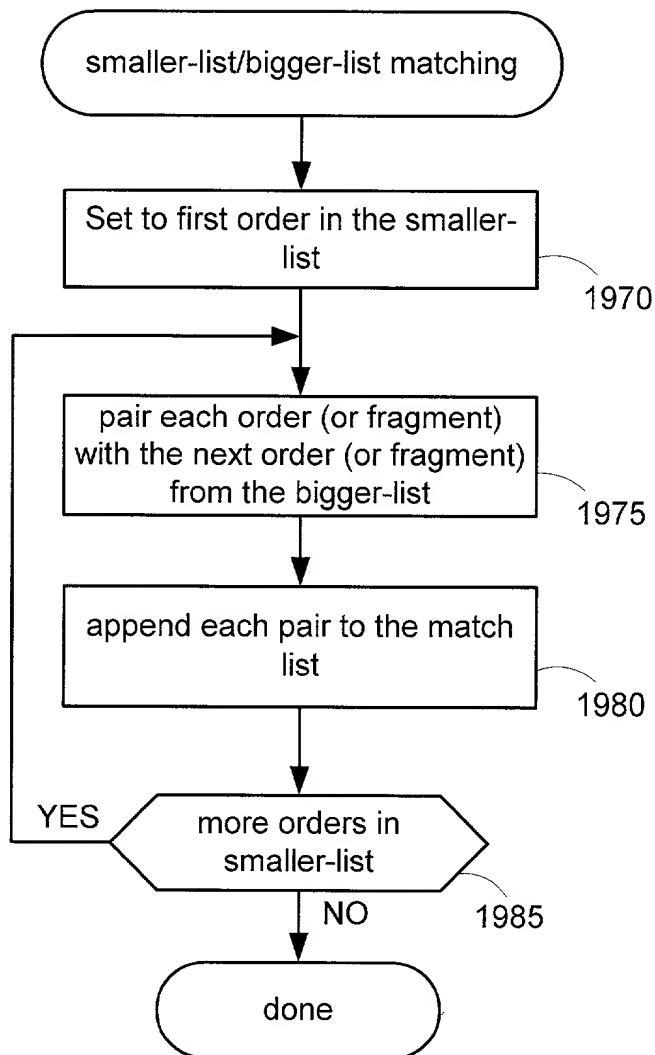 smaller-list/bigger-list matching
Set to first order in the smaller-
list
1970
pair each order (or fragment)
with the next order (or fragment)
from the bigger-list
1975
append each pair to the match
list
1980
YES
more orders in
smaller-list
1985
NO
done